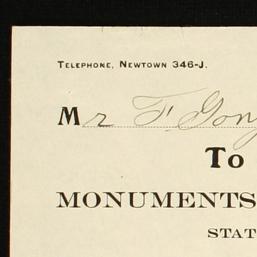 TELEPHONE, NEWTOWN 346-J.
Mr F. Gon
To
MONUMENTS
STAT